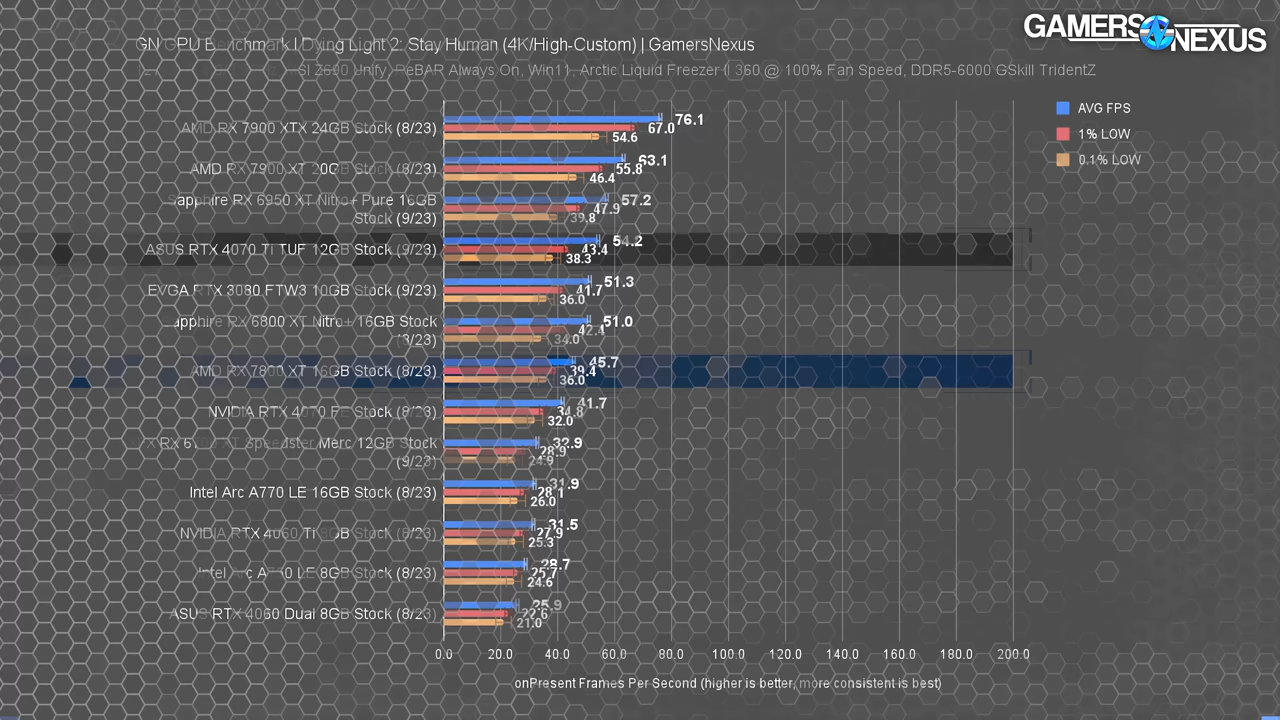 GAMERS NEXUS
GN GPU Benchmark | Dying Light 2: Stay Human (4K/High-Custom) | GamersNexus
Z690 Unify, ReBAR Always On, Win11, Arctic Liquid Freezer II 360 @ 100% Fan Speed, DDR5-6000 GSkill TridentZ
AVG FPS
1% LOW
0.1% LOW
AMD RX 7900 XTX 24GB Stock (8/23)
76.1
67.0
54.6
AMD RX 7900 XT 20GB Stock (8/23)
63.1
55.8
46.4
RX 6950 XT Nitro+ Pure 16GB
Stock (9/23)
57.2
47.9
39.8
ASUS RTX 4070 Ti TUF 12GB Stock (9/23)
54.2
43.4
38.3
EVGA RTX 3080 FTW3 10GB Stock (9/23)
51.3
41.7
36.0
RX 6800 XT Nitro+ 16GB Stock
(8/23)
51.0
42.4
34.0
AMD RX 7800 XT 16GB Stock (8/23)
45.7
39.4
36.0
NVIDIA RTX 4070 FE Stock (8/23)
41.7
34.8
32.0
RX XT Speedster Merc 12GB Stock
(9/23)
32.9
28.9
24.9
Intel Arc A770 LE 16GB Stock (8/23)
31.9
28.1
26.0
NVIDIA RTX 4060 Ti 8GB Stock (8/23)
31.5
27.9
25.3
Intel Arc LE 8GB Stock (8/23)
28.7
25.7
24.6
ASUS RTX 4060 Dual 8GB Stock (8/23)
25.9
22.6
21.0
0.0 20.0 40.0 60.0 80.0 100.0 120.0 140.0 160.0 180.0 200.0
onPresent Frames Per Second (higher is better, more consistent is best)